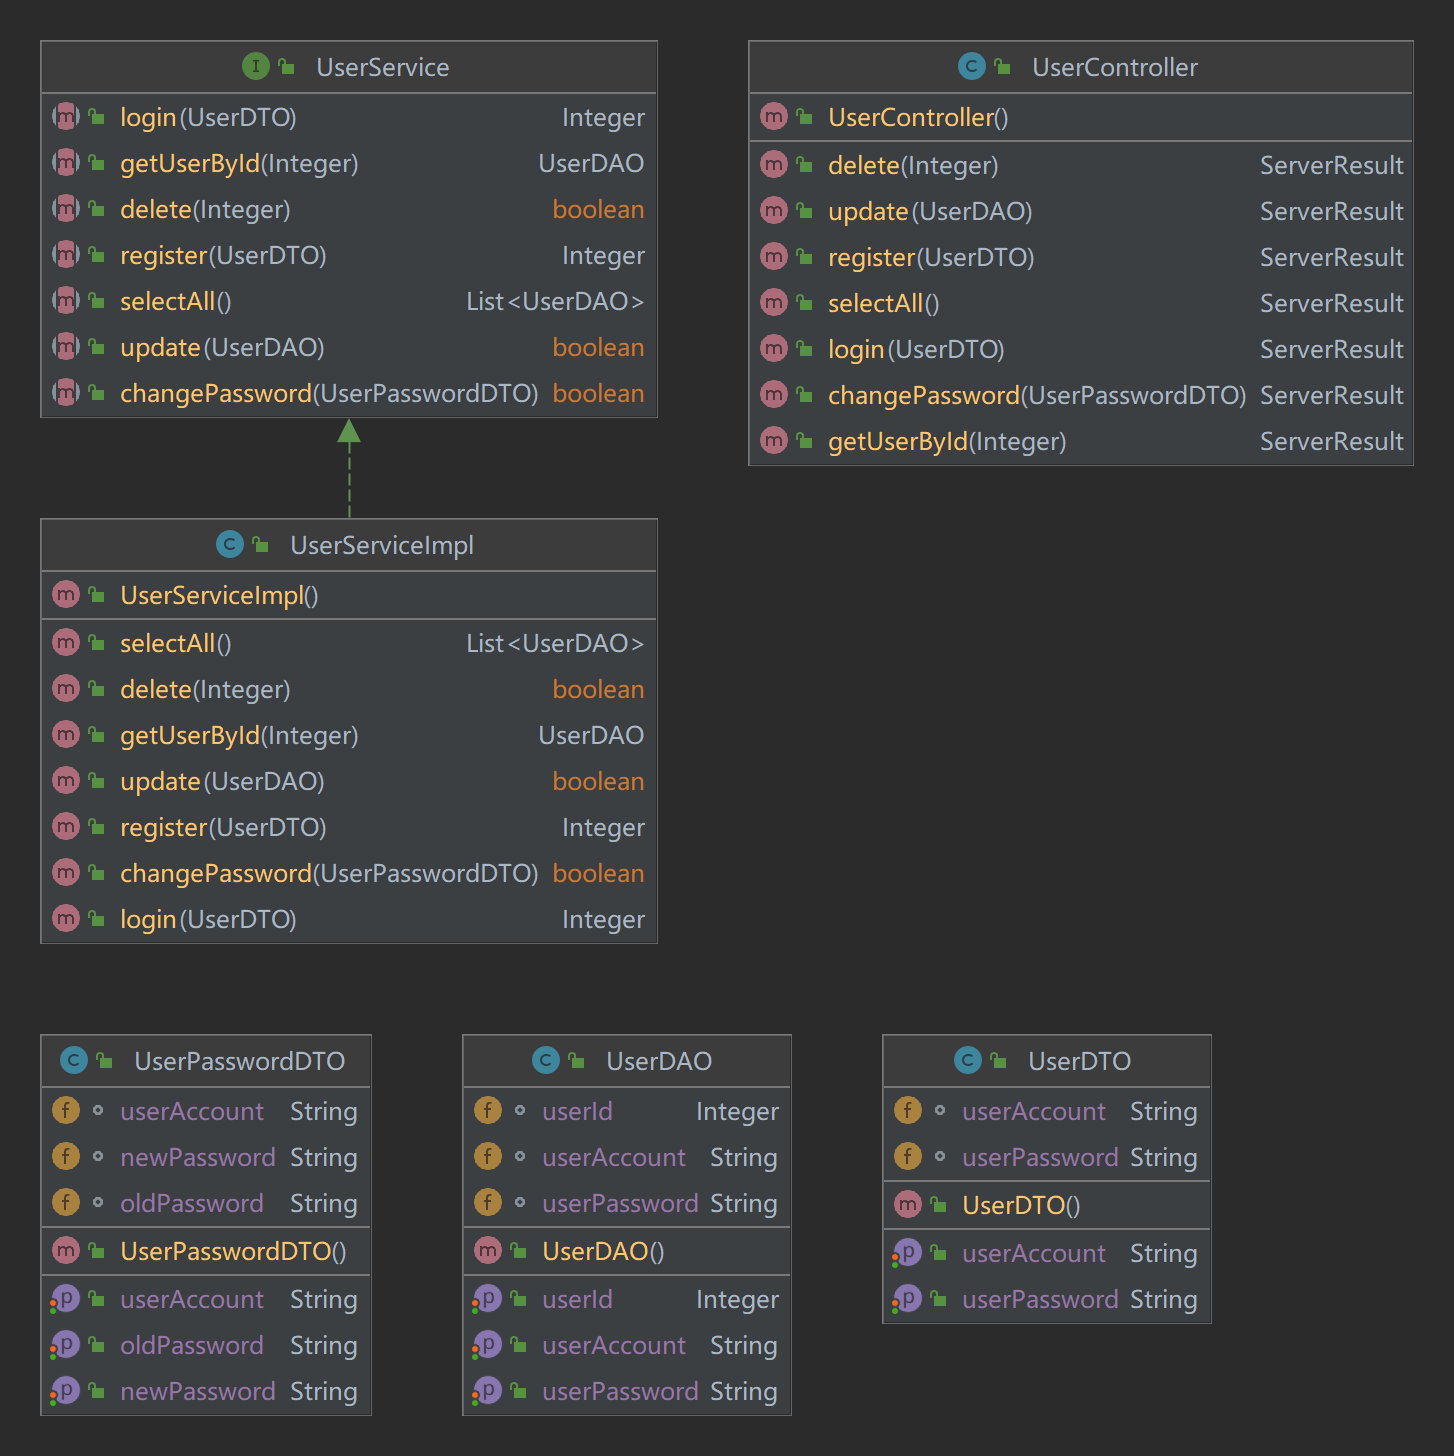 I UserService
m login(UserDTO) Integer
m getUserById(Integer) UserDAO
m delete(Integer) boolean
m register(UserDTO) Integer
m selectAll() List<UserDAO>
m update(UserDAO) boolean
m changePassword(UserPasswordDTO) boolean
C UserController
m UserController()
m delete(Integer) ServerResult
m update(UserDAO) ServerResult
m register(UserDTO) ServerResult
m selectAll() ServerResult
m login(UserDTO) ServerResult
m changePassword(UserPasswordDTO) ServerResult
m getUserById(Integer) ServerResult
C UserServiceImpl
m UserServiceImpl()
m selectAll() List<UserDAO>
m delete(Integer) boolean
m getUserById(Integer) UserDAO
m update(UserDAO) boolean
m register(UserDTO) Integer
m changePassword(UserPasswordDTO) boolean
m login(UserDTO) Integer
C UserPasswordDTO
f userAccount String
f newPassword String
f oldPassword String
m UserPasswordDTO()
p userAccount String
p oldPassword String
p newPassword String
C UserDAO
f userId Integer
f userAccount String
f userPassword String
m UserDAO()
p userId Integer
p userAccount String
p userPassword String
C UserDTO
f userAccount String
f userPassword String
m UserDTO()
p userAccount String
p userPassword String